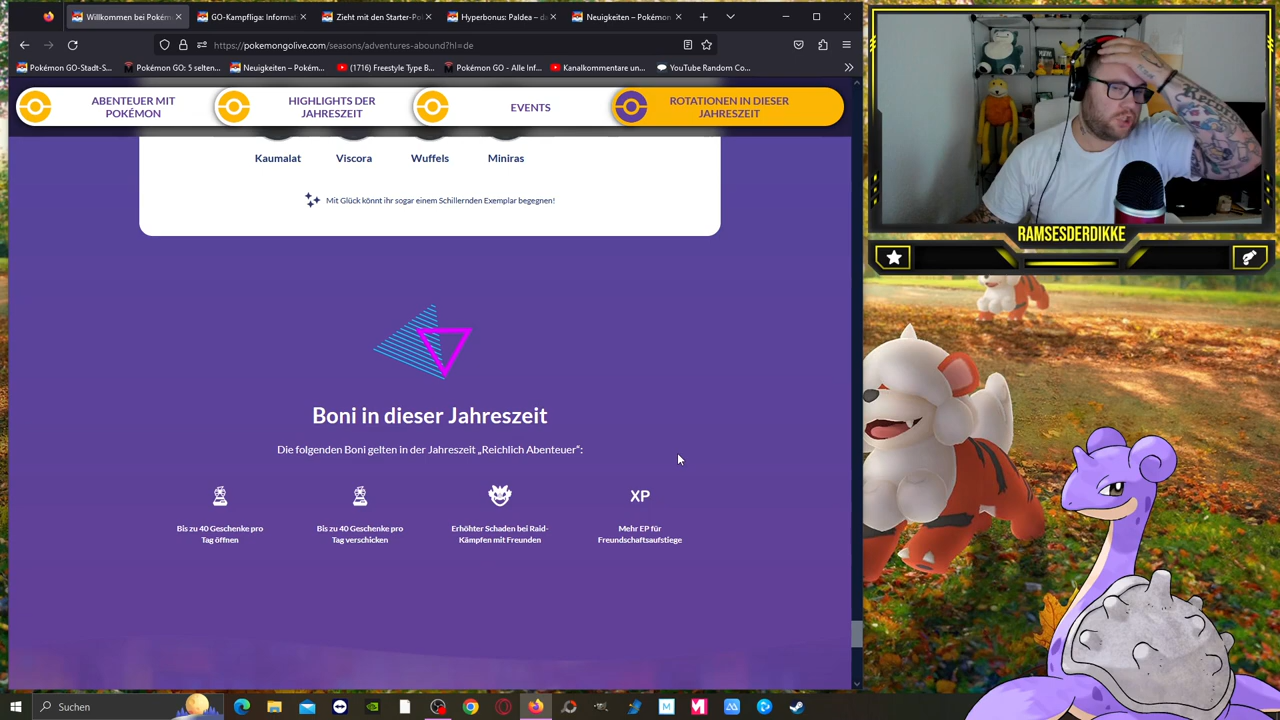 Willkommen bei Pokém
GO-Kampfliga: Informat
Zieht mit den Starter-Po
Hyperbonus: Paldea – da
Neuigkeiten – Pokémon
https://pokemongolive.com/seasons/adventures-abound?hl=de
Pokémon GO-Stadt-S...
Pokémon GO: 5 selten...
Neuigkeiten – Pokém...
(1719) Freestyle Type B...
Pokémon GO - Alle Inf...
Kanalkommentare un...
YouTube Random Co...
ABENTEUER MIT
POKÉMON
HIGHLIGHTS DER
JAHRESZEIT
EVENTS
ROTATIONEN IN DIESER
JAHRESZEIT
Kaumalat
Viscora
Wuffels
Miniras
Mit Glück könnt ihr sogar einem Schillernden Exemplar begegnen!
RAMSESDERDIKKE
Boni in dieser Jahreszeit
Die folgenden Boni gelten in der Jahreszeit „Reichlich Abenteuer“:
XP
Bis zu 40 Geschenke pro
Tag öffnen
Bis zu 40 Geschenke pro
Tag verschicken
Erhöhter Schaden bei Raid-
Kämpfen mit Freunden
Mehr EP für
Freundschaftsaufstiege
Suchen